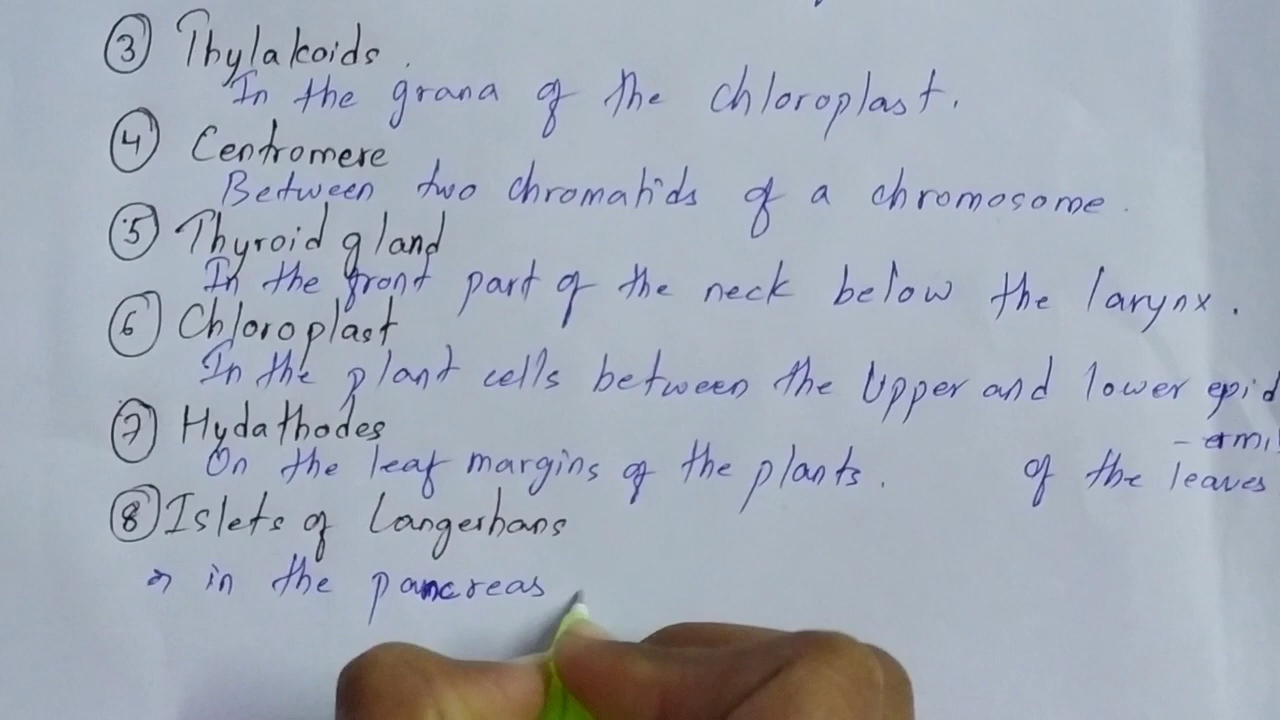 ③ Thylakoids.
In the grana of the chloroplast.
④ Centromere
Between two chromatids of a chromosome.
⑤ Thyroid gland
In the front part of the neck below the larynx.
⑥ Chloroplast
In the plant cells between the Upper and lower epid
- ermi
⑦ Hydathodes
On the leaf margins of the plants. of the leaves
⑧ Islets of Langerhans
in the pancreas